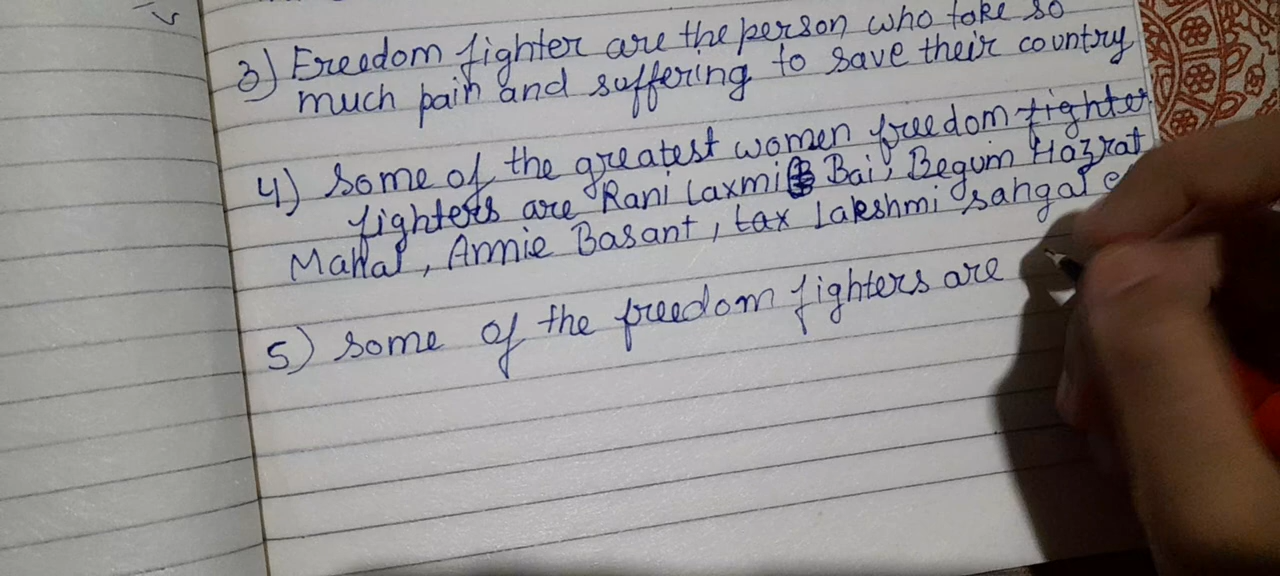 3) Freedom fighter are the person who take so
much pain and suffering to save their country
4) Some of the greatest women freedom fighter
fighters are Rani Laxmi Bai, Begum Hazrat
Mahal, Annie Basant, tax Lakshmi sahgal e
5) some of the freedom fighters are